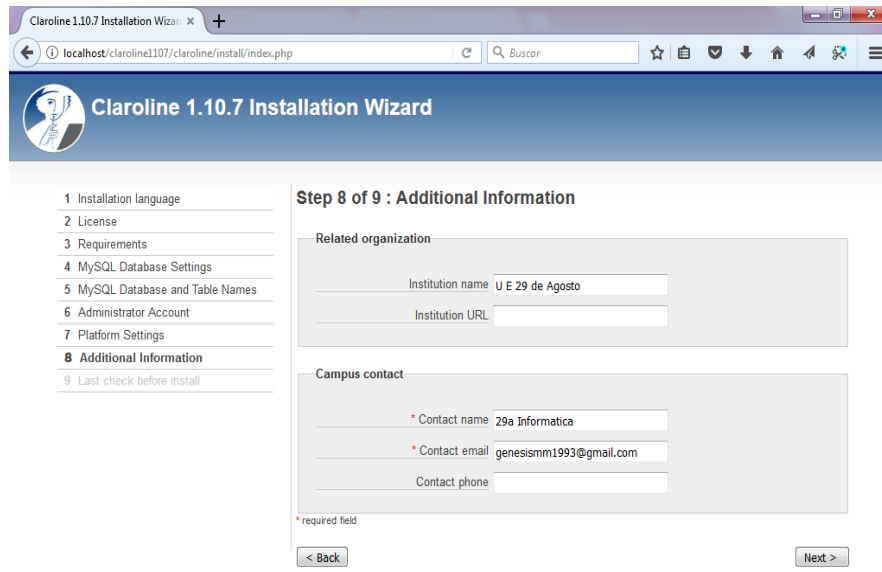 Claroline 1.10.7 Installation Wizar
localhost/claroline1107/claroline/install/index.php
Buscar
Claroline 1.10.7 Installation Wizard
1 Installation language
2 License
3 Requirements
4 MySQL Database Settings
5 MySQL Database and Table Names
6 Administrator Account
7 Platform Settings
8 Additional Information
9 Last check before install
Step 8 of 9 : Additional Information
Related organization
Institution name U E 29 de Agosto
Institution URL
Campus contact
* Contact name 29a Informatica
* Contact email genesismm1993@gmail.com
Contact phone
* required field
< Back
Next >